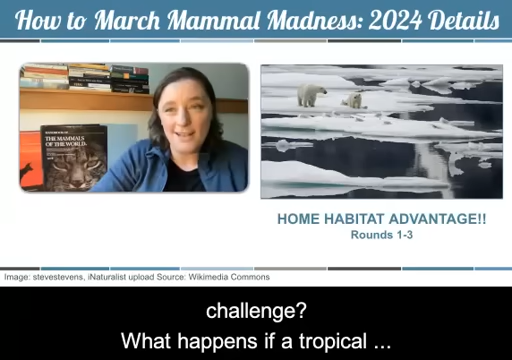 How to March Mammal Madness: 2024 Details
THE MAMMALS
OF THE WORLD.
HOME HABITAT ADVANTAGE!!
Rounds 1-3
Image: stevestevens, iNaturalist upload Source: Wikimedia Commons
challenge?
What happens if a tropical ...